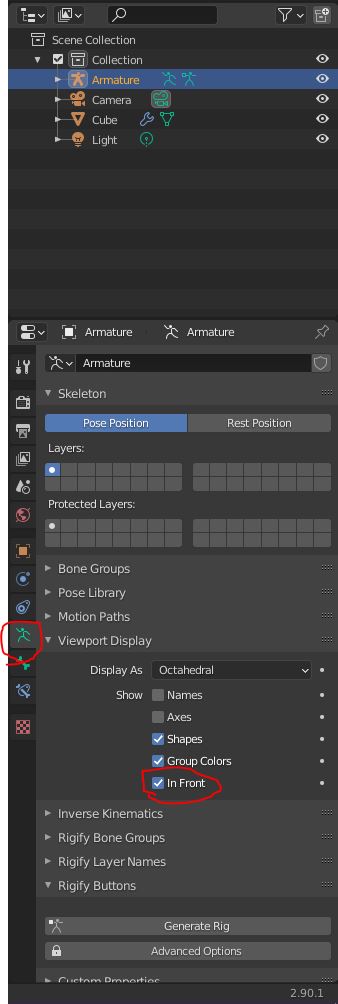 Scene Collection
Collection
Armature
Camera
Cube
Light
Armature Armature
Armature
Skeleton
Pose Position Rest Position
Layers:
Protected Layers:
Bone Groups
Pose Library
Motion Paths
Viewport Display
Display As Octahedral
Show Names
Axes
Shapes
Group Colors
In Front
Inverse Kinematics
Rigify Bone Groups
Rigify Layer Names
Rigify Buttons
Generate Rig
Advanced Options
Custom Properties
2.90.1